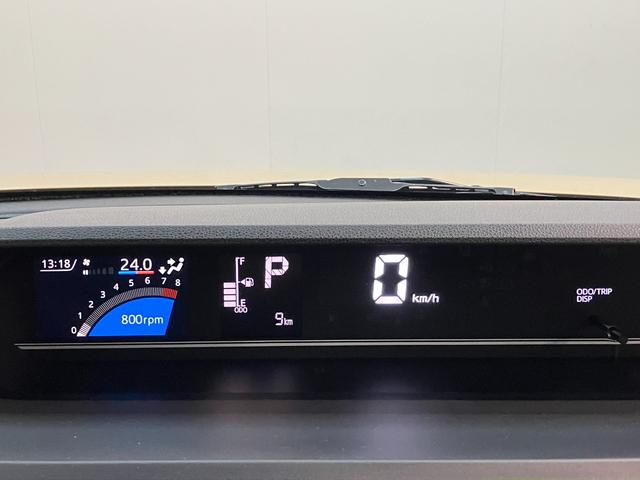 13:18 24.0
0 1 2 3 4 5 6 7 8
800rpm
F
E
P
ODO
9km
0 km/h
ODO/TRIP
DISP